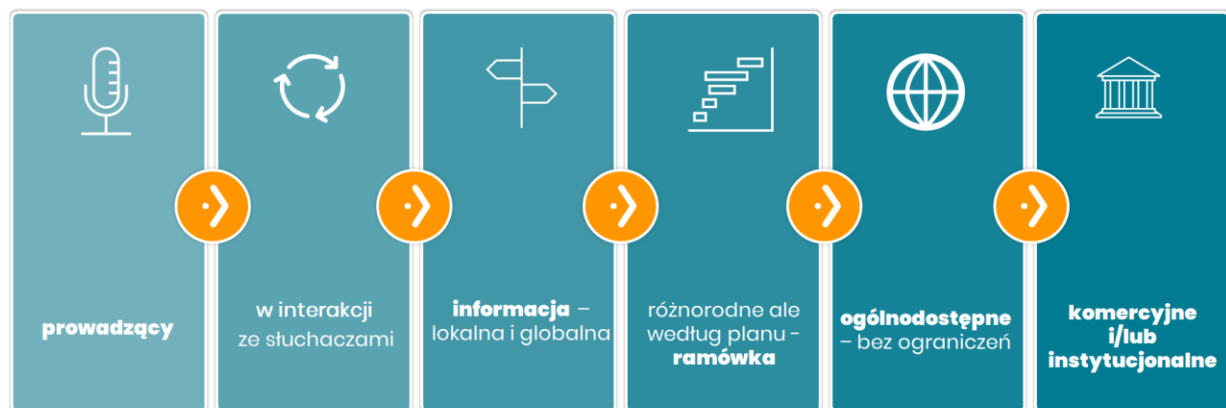 prowadzący
w interakcji
ze słuchaczami
informacja –
lokalna i globalna
różnorodne ale
według planu -
ramówka
ogólnodostępne
– bez ograniczeń
komercyjne
i/lub
instytucjonalne